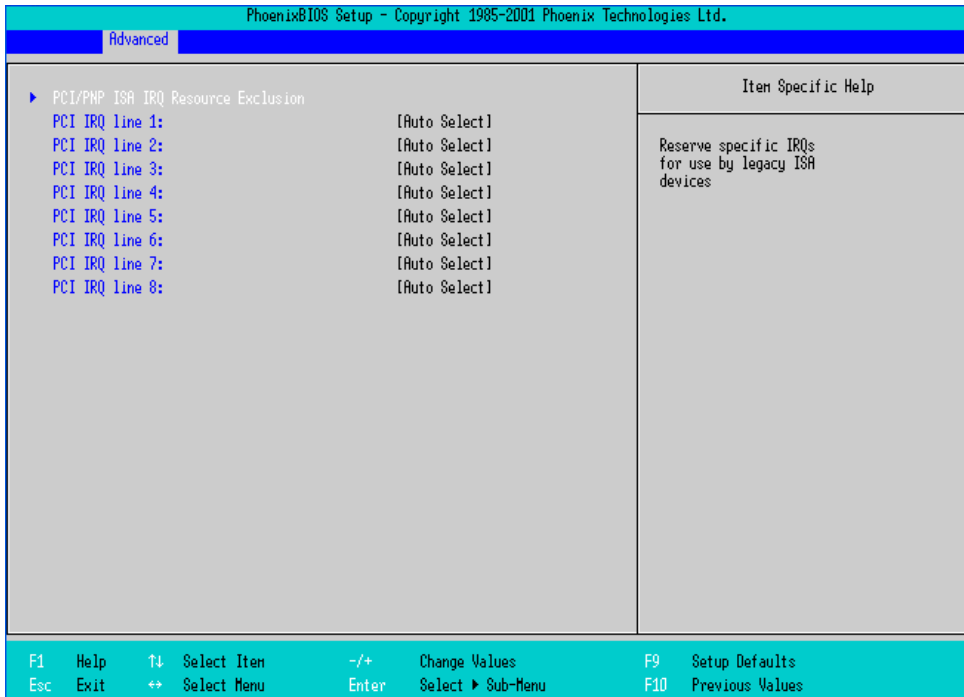 PhoenixBIOS Setup - Copyright 1985-2001 Phoenix Technologies Ltd.
Advanced
▶ PCI/PNP ISA IRQ Resource Exclusion
PCI IRQ line 1: [Auto Select]
PCI IRQ line 2: [Auto Select]
PCI IRQ line 3: [Auto Select]
PCI IRQ line 4: [Auto Select]
PCI IRQ line 5: [Auto Select]
PCI IRQ line 6: [Auto Select]
PCI IRQ line 7: [Auto Select]
PCI IRQ line 8: [Auto Select]
Item Specific Help
Reserve specific IRQs
for use by legacy ISA
devices
F1 Help ↑↓ Select Item -/+ Change Values F9 Setup Defaults
Esc Exit ↔ Select Menu Enter Select ▶ Sub-Menu F10 Previous Values